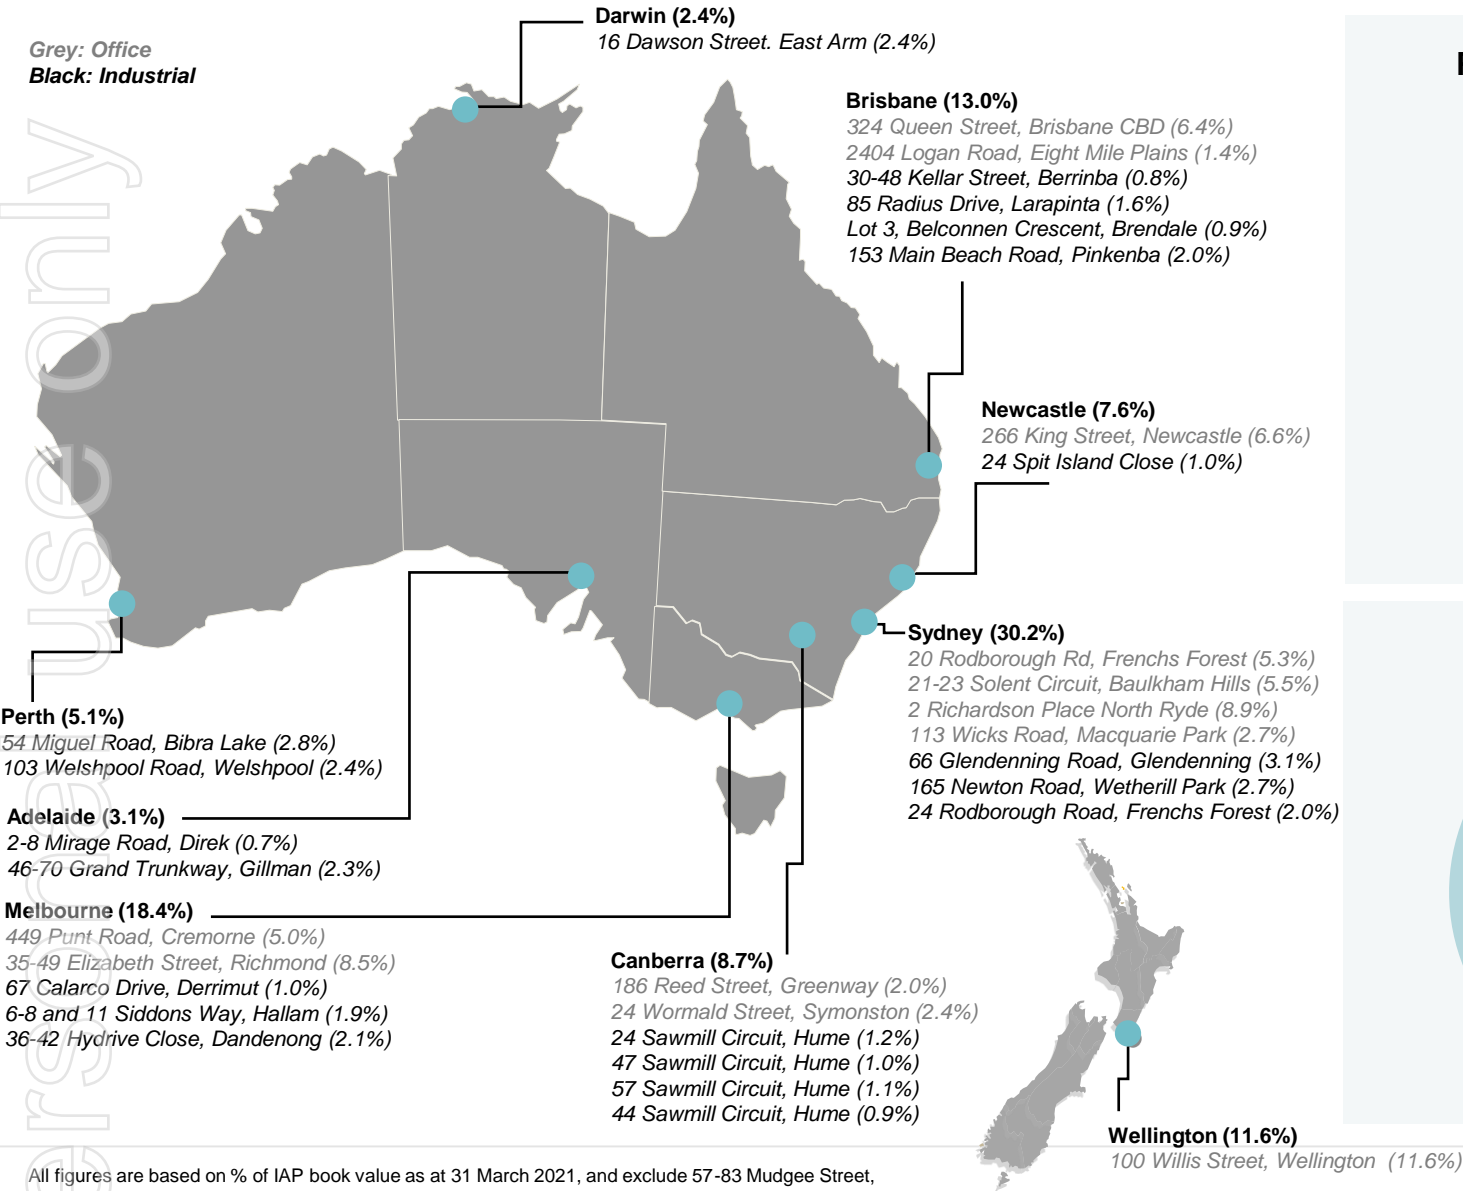 Grey: Office
Black: Industrial
Darwin (2.4%)
16 Dawson Street. East Arm (2.4%)
Brisbane (13.0%)
324 Queen Street, Brisbane CBD (6.4%)
2404 Logan Road, Eight Mile Plains (1.4%)
30-48 Kellar Street, Berrinba (0.8%)
85 Radius Drive, Larapinta (1.6%)
Lot 3, Belconnen Crescent, Brendale (0.9%)
153 Main Beach Road, Pinkenba (2.0%)
Newcastle (7.6%)
266 King Street, Newcastle (6.6%)
24 Spit Island Close (1.0%)
Sydney (30.2%)
20 Rodborough Rd, Frenchs Forest (5.3%)
21-23 Solent Circuit, Baulkham Hills (5.5%)
2 Richardson Place North Ryde (8.9%)
113 Wicks Road, Macquarie Park (2.7%)
66 Glendenning Road, Glendenning (3.1%)
165 Newton Road, Wetherill Park (2.7%)
24 Rodborough Road, Frenchs Forest (2.0%)
Perth (5.1%)
54 Miguel Road, Bibra Lake (2.8%)
103 Welshpool Road, Welshpool (2.4%)
Adelaide (3.1%)
2-8 Mirage Road, Direk (0.7%)
46-70 Grand Trunkway, Gillman (2.3%)
Melbourne (18.4%)
449 Punt Road, Cremorne (5.0%)
35-49 Elizabeth Street, Richmond (8.5%)
67 Calarco Drive, Derrimut (1.0%)
6-8 and 11 Siddons Way, Hallam (1.9%)
36-42 Hydrive Close, Dandenong (2.1%)
Canberra (8.7%)
186 Reed Street, Greenway (2.0%)
24 Wormald Street, Symonston (2.4%)
24 Sawmill Circuit, Hume (1.2%)
47 Sawmill Circuit, Hume (1.0%)
57 Sawmill Circuit, Hume (1.1%)
44 Sawmill Circuit, Hume (0.9%)
Wellington (11.6%)
100 Willis Street, Wellington (11.6%)
All figures are based on % of IAP book value as at 31 March 2021, and exclude 57-83 Mudgee Street,
ersonal use only